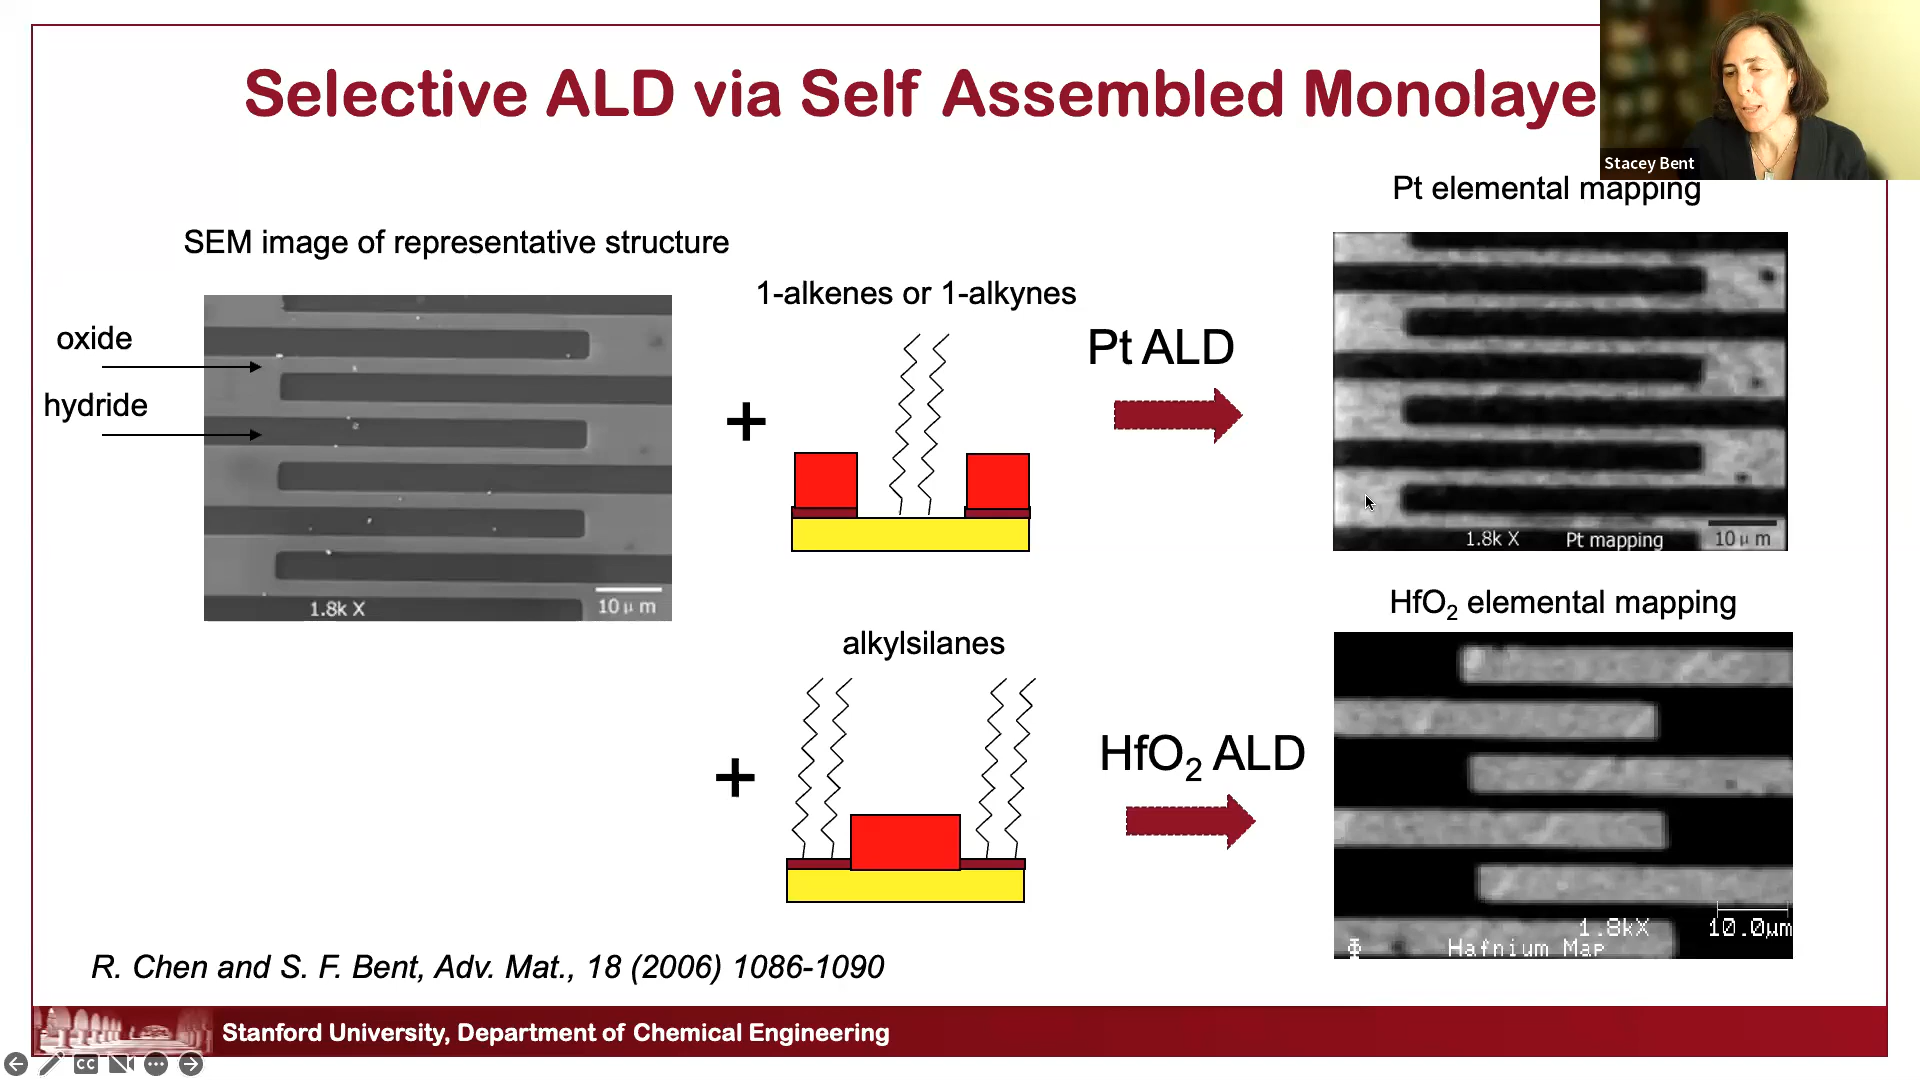 Selective ALD via Self Assembled Monolaye
Stacey Bent
Pt elemental mapping
SEM image of representative structure
1-alkenes or 1-alkynes
oxide
Pt ALD
hydride
1.8k X
10 μ m
1.8k X
Pt mapping
10 μ m
HfO₂ elemental mapping
alkylsilanes
HfO₂ ALD
1.8kX
10.0μm
Hafnium Map
R. Chen and S. F. Bent, Adv. Mat., 18 (2006) 1086-1090
Stanford University, Department of Chemical Engineering
CC